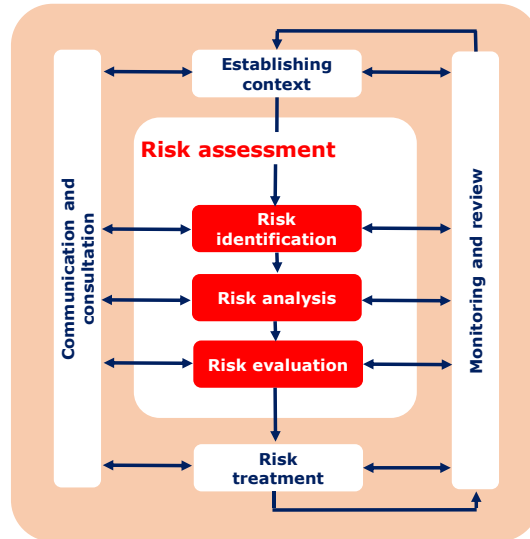 Establishing
context
Risk assessment
Communication and
consultation
Risk
identification
Risk analysis
Risk evaluation
Monitoring and review
Risk
treatment